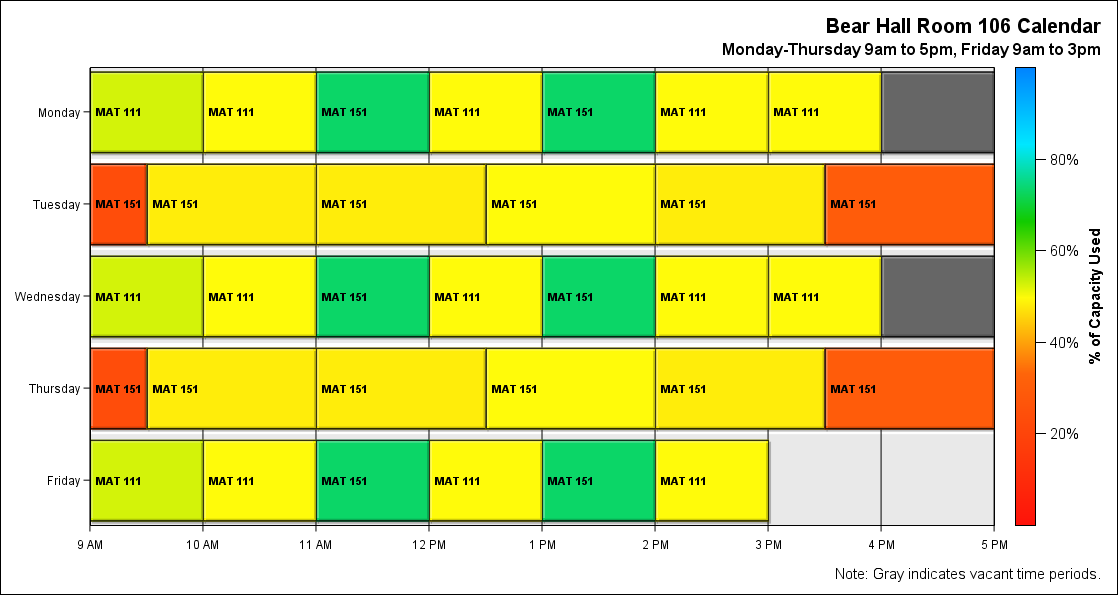 Bear Hall Room 106 Calendar
Monday-Thursday 9am to 5pm, Friday 9am to 3pm
Monday MAT 111 MAT 111 MAT 151 MAT 111 MAT 151 MAT 111 MAT 111
Tuesday MAT 151 MAT 151 MAT 151 MAT 151 MAT 151 MAT 151
Wednesday MAT 111 MAT 111 MAT 151 MAT 111 MAT 151 MAT 111 MAT 111
Thursday MAT 151 MAT 151 MAT 151 MAT 151 MAT 151 MAT 151
Friday MAT 111 MAT 111 MAT 151 MAT 111 MAT 151 MAT 111
9 AM 10 AM 11 AM 12 PM 1 PM 2 PM 3 PM 4 PM 5 PM
80%
60%
40%
20%
% of Capacity Used
Note: Gray indicates vacant time periods.